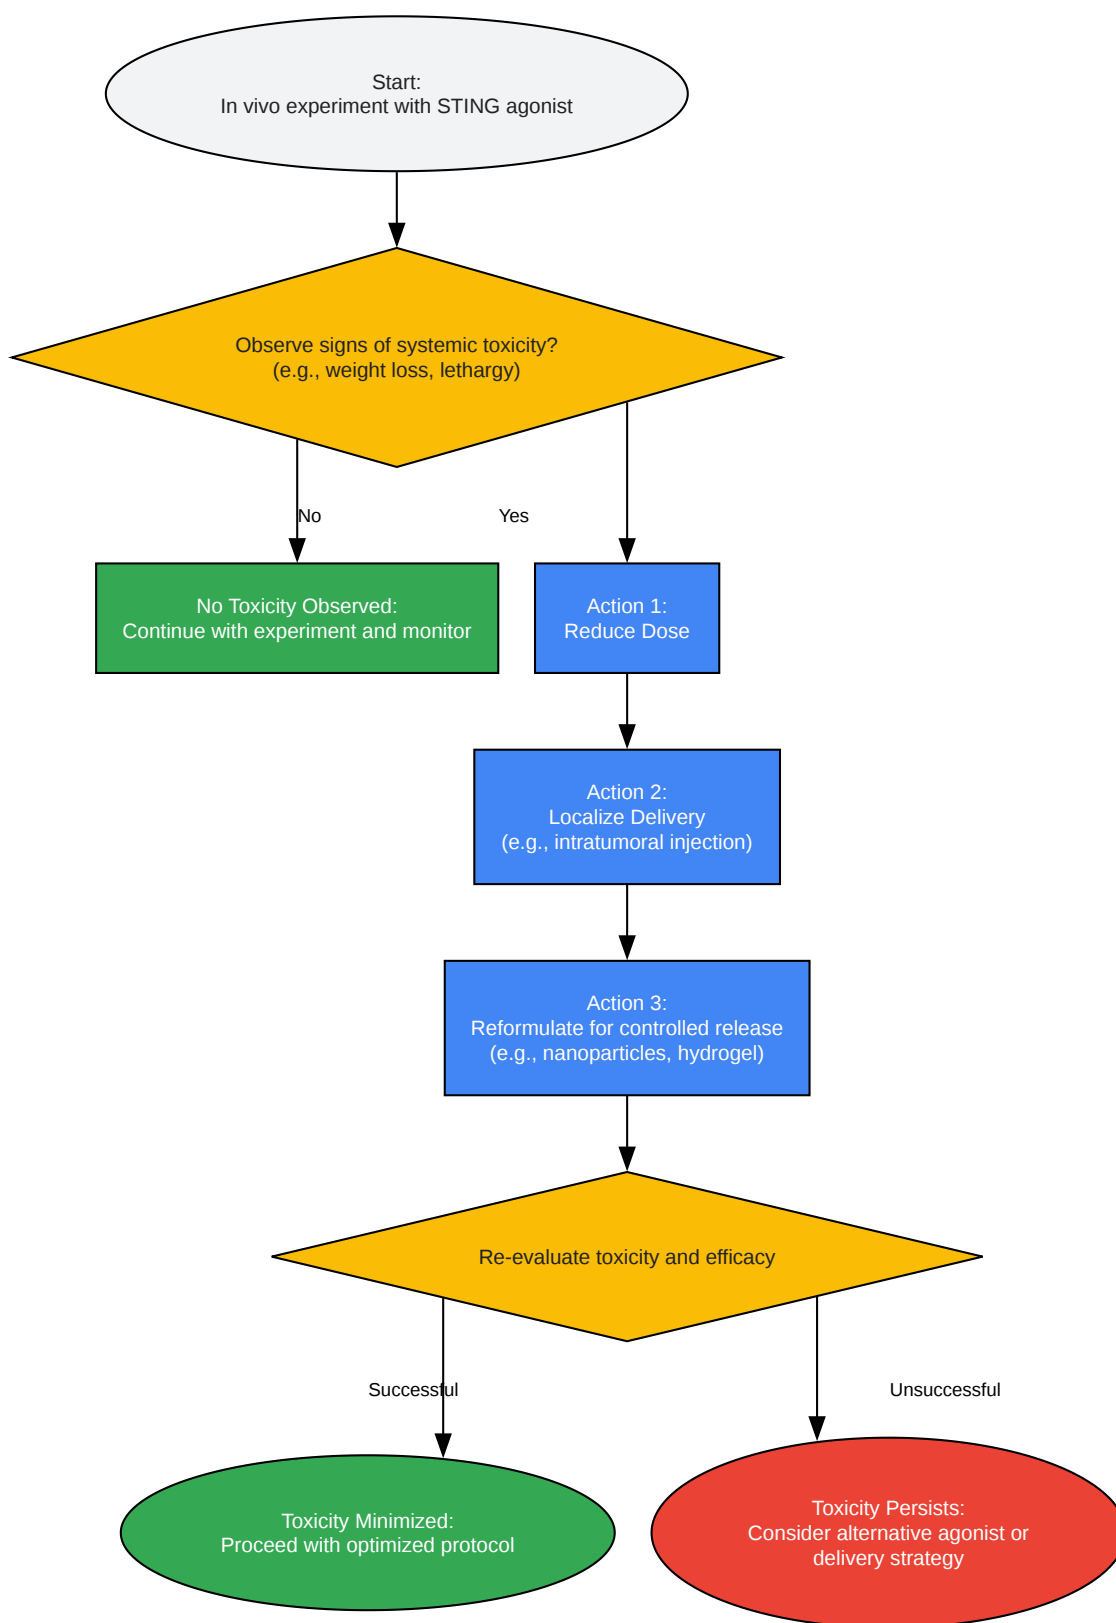 Start:
In vivo experiment with STING agonist
Observe signs of systemic toxicity?
(e.g., weight loss, lethargy)
No
Yes
No Toxicity Observed:
Continue with experiment and monitor
Action 1:
Reduce Dose
Action 2:
Localize Delivery
(e.g., intratumoral injection)
Action 3:
Reformulate for controlled release
(e.g., nanoparticles, hydrogel)
Re-evaluate toxicity and efficacy
Successful
Unsuccessful
Toxicity Minimized:
Proceed with optimized protocol
Toxicity Persists:
Consider alternative agonist or
delivery strategy